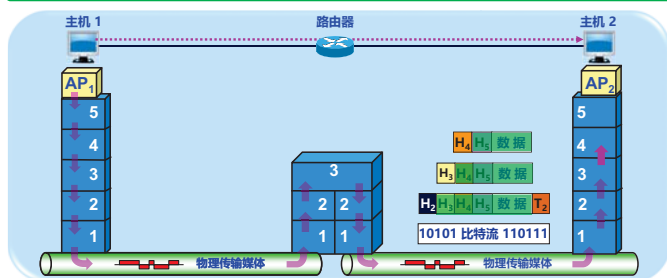 主机 1
路由器
主机 2
AP1
AP2
5
4
3
2
1
3
2 2
1 1
5
4
3
2
1
H4 H5 数 据
H3 H4 H5 数 据
H2 H3 H4 H5 数 据 T2
10101 比特流 110111
物理传输媒体
物理传输媒体